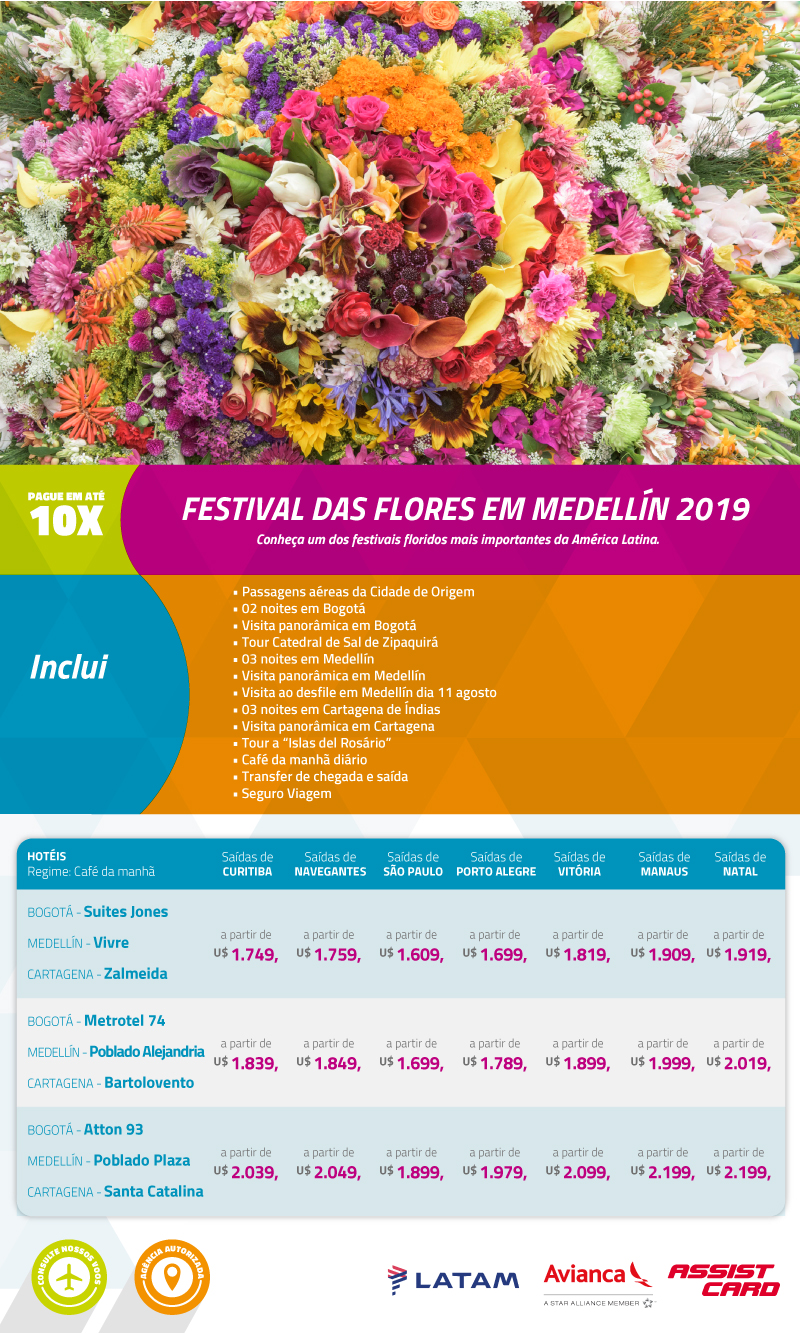 PAGUE EM ATÉ
10X
FESTIVAL DAS FLORES EM MEDELLÍN 2019
Conheça um dos festivais floridos mais importantes da América Latina.
Inclui
• Passagens aéreas da Cidade de Origem
• 02 noites em Bogotá
• Visita panorâmica em Bogotá
• Tour Catedral de Sal de Zipaquirá
• 03 noites em Medellín
• Visita panorâmica em Medellín
• Visita ao desfile em Medellín dia 11 agosto
• 03 noites em Cartagena de Índias
• Visita panorâmica em Cartagena
• Tour a “Islas del Rosário”
• Café da manhã diário
• Transfer de chegada e saída
• Seguro Viagem
HOTÉIS Saídas de Saídas de Saídas de Saídas de Saídas de Saídas de Saídas de
Regime: Café da manhã CURITIBA NAVEGANTES SÃO PAULO PORTO ALEGRE VITÓRIA MANAUS NATAL
BOGOTÁ - Suites Jones
MEDELLÍN - Vivre
CARTAGENA - Zalmeida
a partir de a partir de a partir de a partir de a partir de a partir de a partir de
U$ 1.749, U$ 1.759, U$ 1.609, U$ 1.699, U$ 1.819, U$ 1.909, U$ 1.919,
BOGOTÁ - Metrotel 74
MEDELLÍN - Poblado Alejandria
CARTAGENA - Bartolovento
a partir de a partir de a partir de a partir de a partir de a partir de a partir de
U$ 1.839, U$ 1.849, U$ 1.699, U$ 1.789, U$ 1.899, U$ 1.999, U$ 2.019,
BOGOTÁ - Atton 93
MEDELLÍN - Poblado Plaza
CARTAGENA - Santa Catalina
a partir de a partir de a partir de a partir de a partir de a partir de a partir de
U$ 2.039, U$ 2.049, U$ 1.899, U$ 1.979, U$ 2.099, U$ 2.199, U$ 2.199,
CONSULTE NOSSOS VOOS
AGÊNCIA AUTORIZADA
LATAM
Avianca
A STAR ALLIANCE MEMBER
ASSIST
CARD